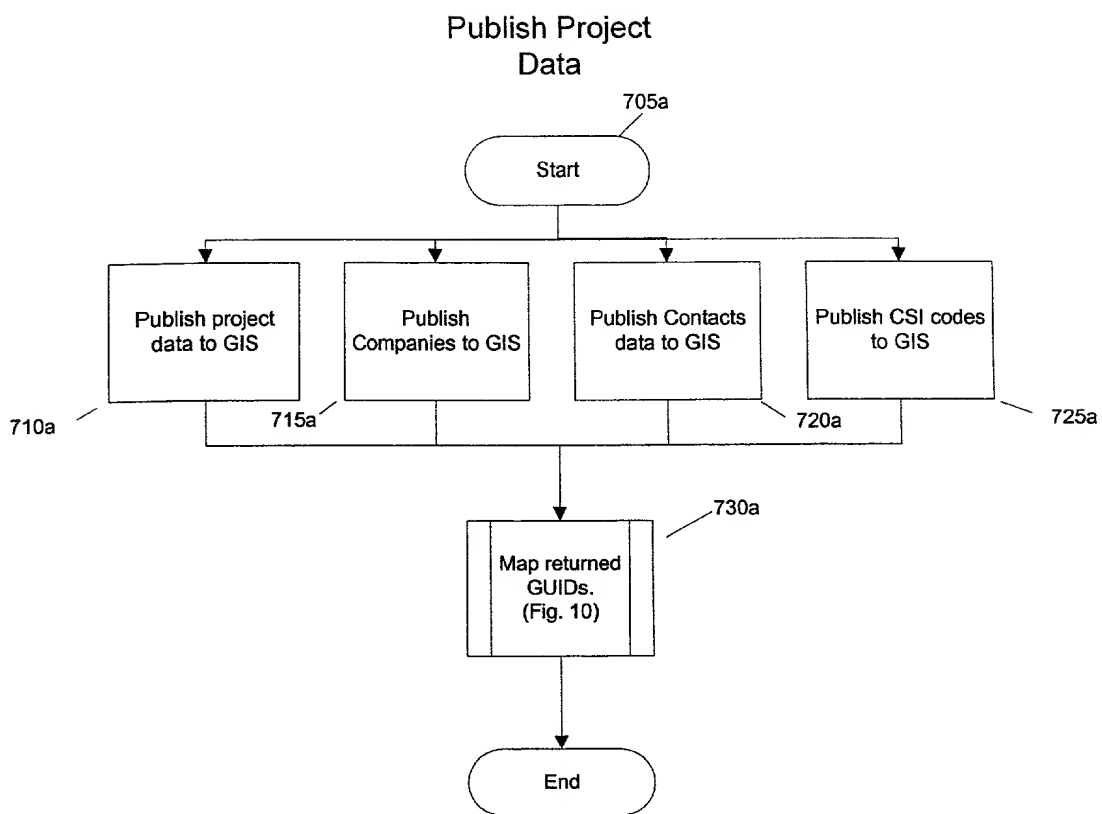 Publish Project
Data
705a
Start
Publish project
data to GIS
Publish
Companies to GIS
Publish Contacts
data to GIS
Publish CSI codes
to GIS
710a
715a
720a
725a
730a
Map returned
GUIDs.
(Fig. 10)
End